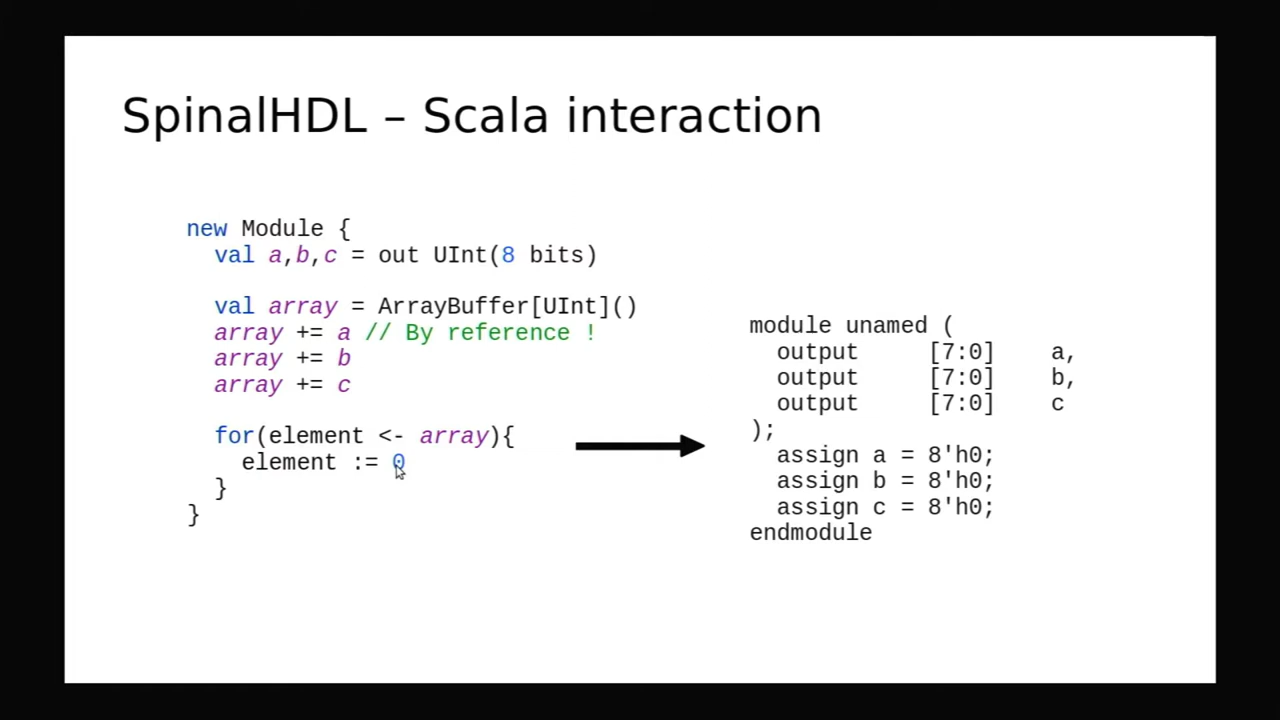 SpinalHDL – Scala interaction
new Module {
  val a,b,c = out UInt(8 bits)
  val array = ArrayBuffer[UInt]()
  array += a // By reference !
  array += b
  array += c
  for(element <- array){
    element := 0
  }
}
module unamed (
  output     [7:0]    a,
  output     [7:0]    b,
  output     [7:0]    c
);
  assign a = 8'h0;
  assign b = 8'h0;
  assign c = 8'h0;
endmodule